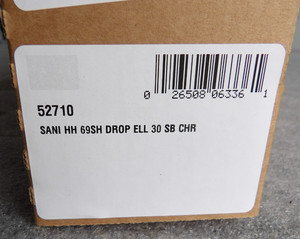 0 26508 06336 1
52710
SANI HH 69SH DROP ELL 30 SB CHR